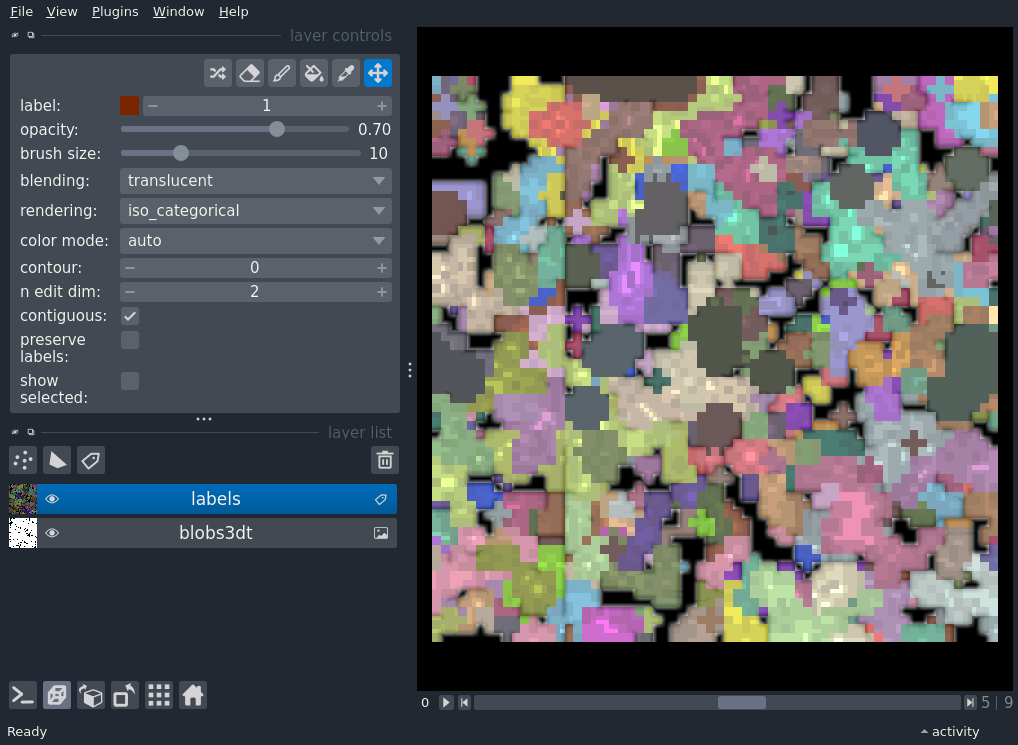 File View Plugins Window Help
layer controls
label: 1
opacity: 0.70
brush size: 10
blending: translucent
rendering: iso_categorical
color mode: auto
contour: 0
n edit dim: 2
contiguous:
preserve
labels:
show
selected:
layer list
labels
blobs3dt
0 5 | 9
Ready activity